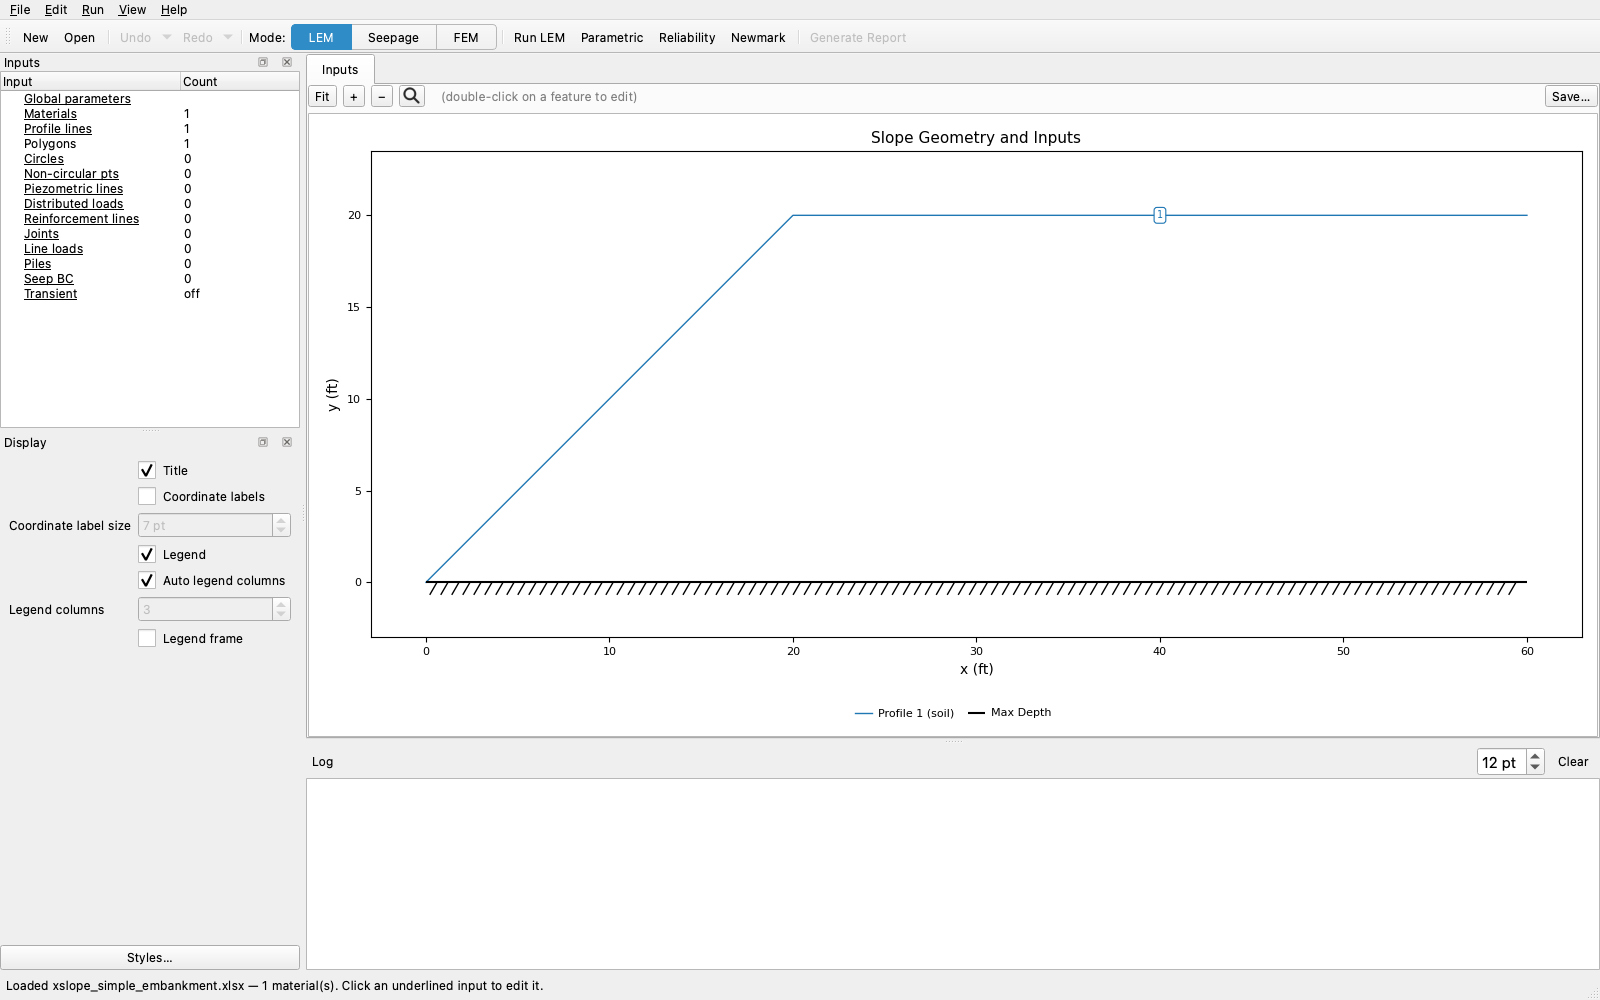 File Edit Run View Help
New Open Undo Redo Mode: LEM Seepage FEM Run LEM Parametric Reliability Newmark Generate Report
Inputs
Input Count
Global parameters
Materials 1
Profile lines 1
Polygons 1
Circles 0
Non-circular pts 0
Piezometric lines 0
Distributed loads 0
Reinforcement lines 0
Joints 0
Line loads 0
Piles 0
Seep BC 0
Transient off
Display
Title
Coordinate labels
Coordinate label size 7 pt
Legend
Auto legend columns
Legend columns 3
Legend frame
Styles...
Inputs
Fit + − (double-click on a feature to edit) Save...
Slope Geometry and Inputs
20
15
10
5
0
y (ft)
1
0 10 20 30 40 50 60
x (ft)
Profile 1 (soil) Max Depth
Log 12 pt Clear
Loaded xslope_simple_embankment.xlsx — 1 material(s). Click an underlined input to edit it.